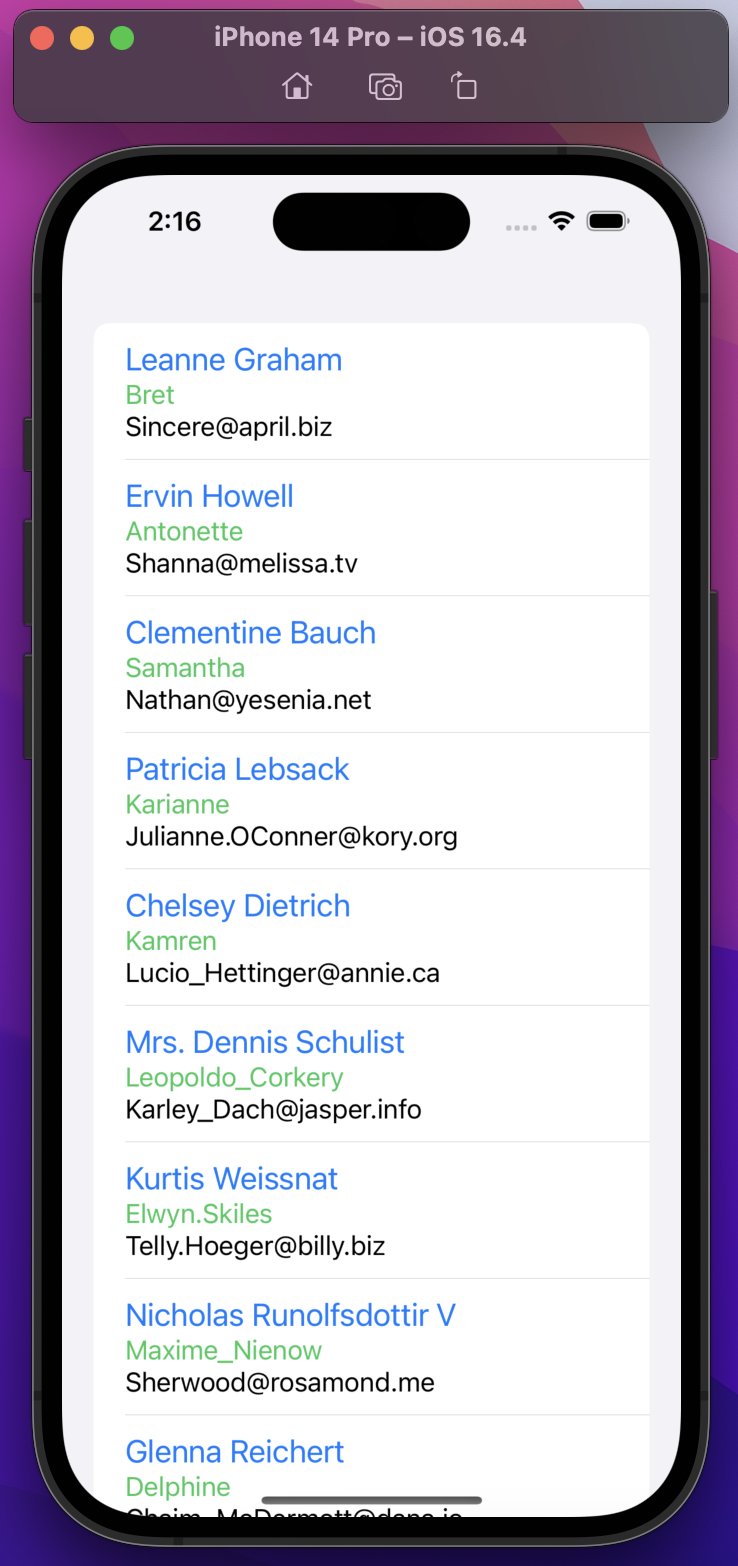 iPhone 14 Pro – iOS 16.4
2:16
Leanne Graham
Bret
Sincere@april.biz
Ervin Howell
Antonette
Shanna@melissa.tv
Clementine Bauch
Samantha
Nathan@yesenia.net
Patricia Lebsack
Karianne
Julianne.OConner@kory.org
Chelsey Dietrich
Kamren
Lucio_Hettinger@annie.ca
Mrs. Dennis Schulist
Leopoldo_Corkery
Karley_Dach@jasper.info
Kurtis Weissnat
Elwyn.Skiles
Telly.Hoeger@billy.biz
Nicholas Runolfsdottir V
Maxime_Nienow
Sherwood@rosamond.me
Glenna Reichert
Delphine